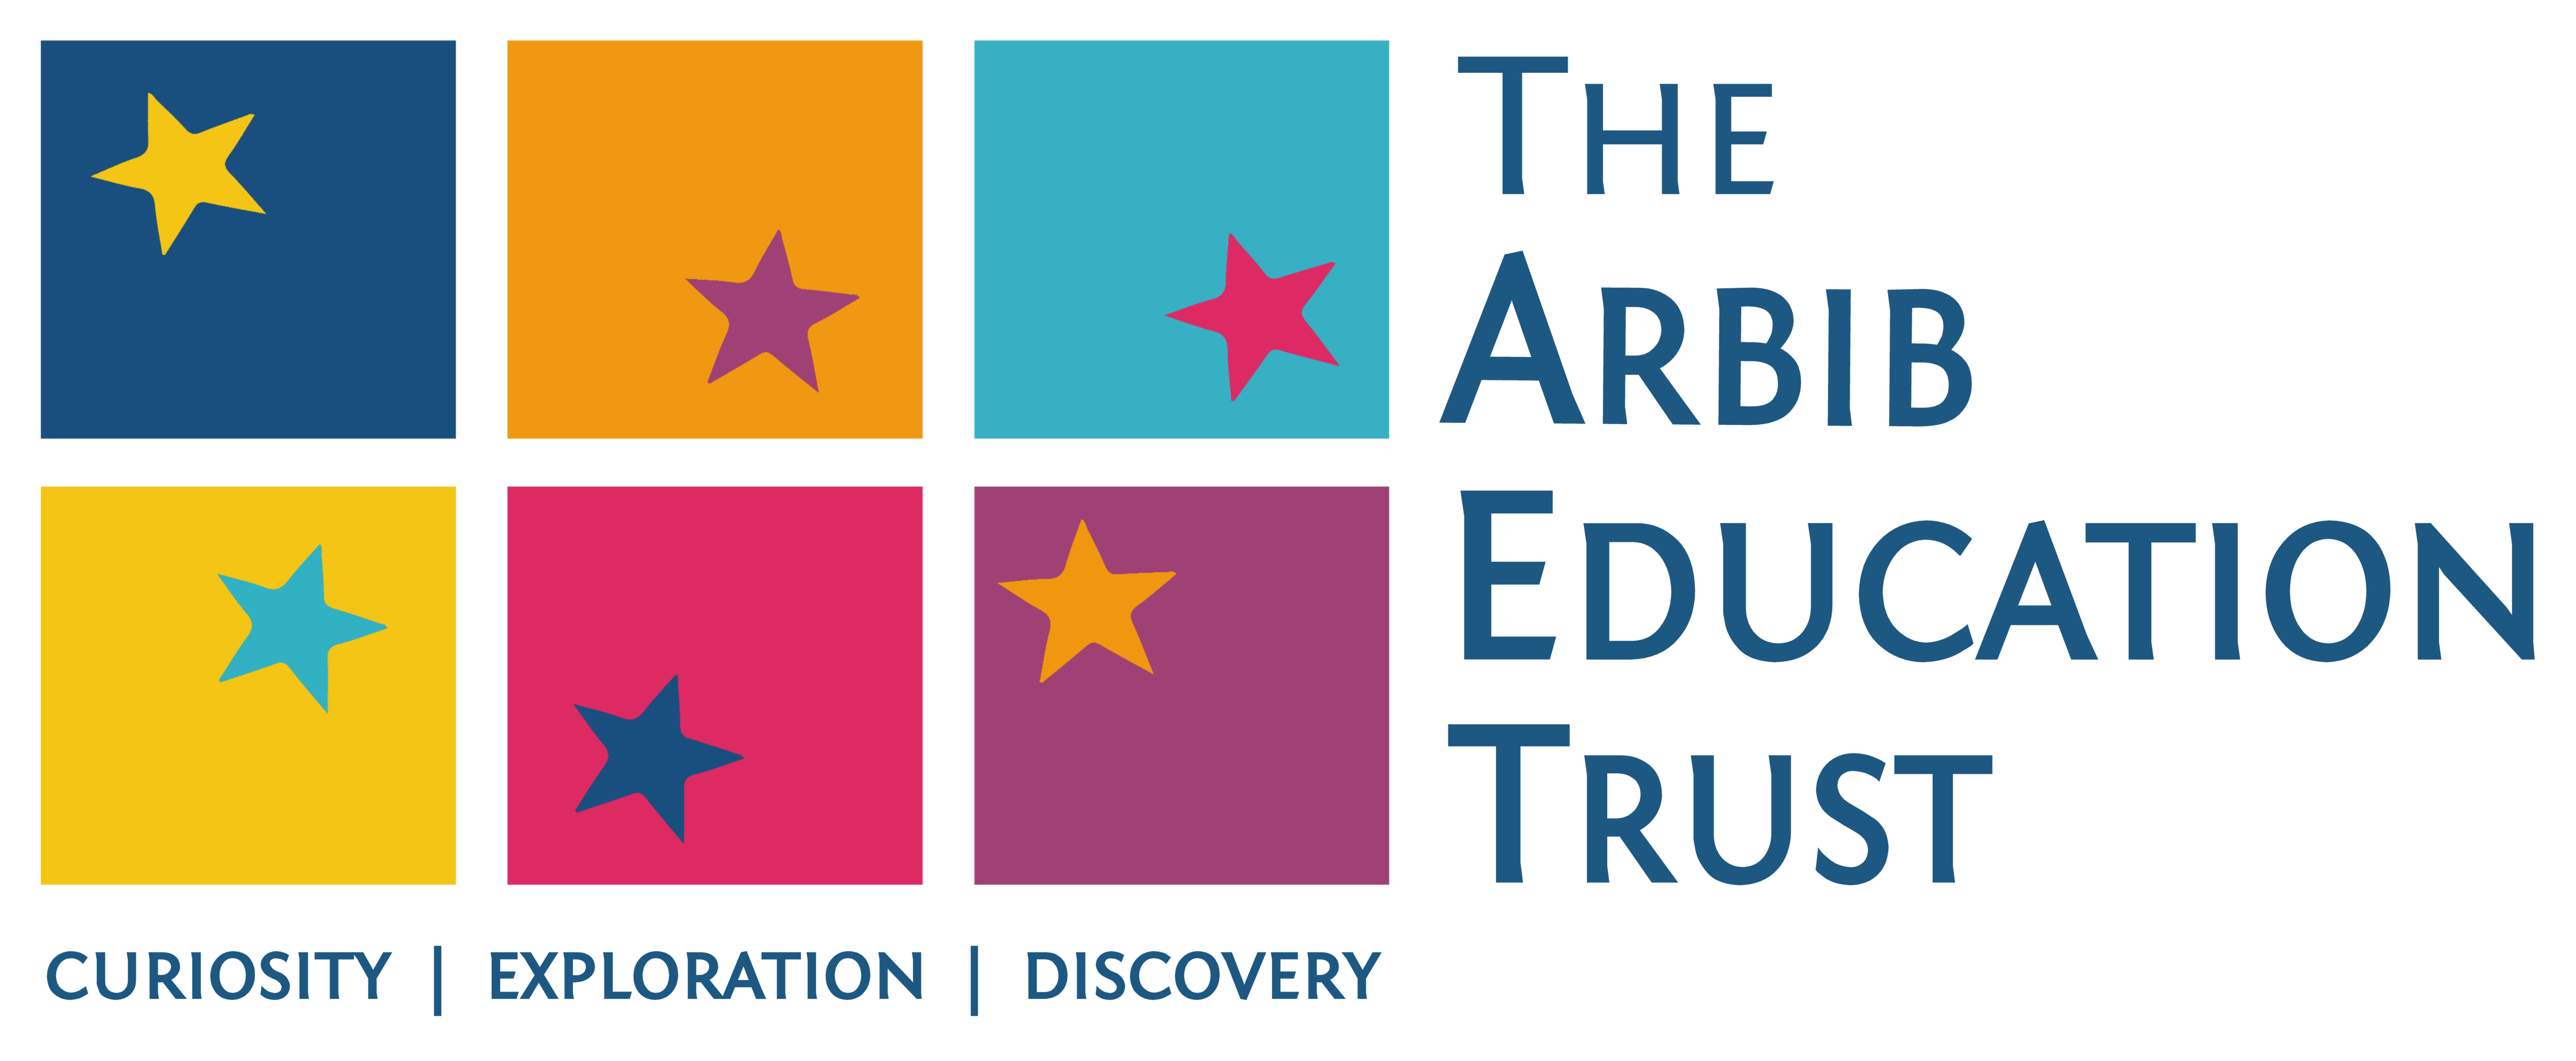 THE
ARBIB
EDUCATION
TRUST
CURIOSITY | EXPLORATION | DISCOVERY